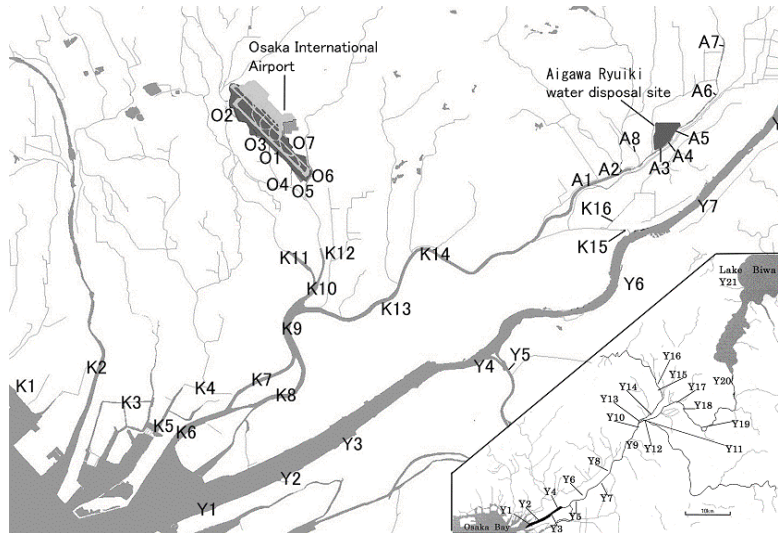 Osaka International
Airport
Aigawa Ryuiki
water disposal site
A7
A6
A5
A4
A3
A8
A2
A1
O2
O3
O7
O1
O6
O4
O5
K16
K15
Y7
Y6
K11
K12
K14
K10
K13
K9
K2
K1
K3
K4
K7
K8
K5
K6
Y4
Y5
Y3
Y2
Y1
Lake Biwa
Y21
Y16
Y15
Y14
Y17
Y20
Y13
Y18
Y10
Y19
Y9
Y12
Y11
Y8
Y6
Y7
Y4
Y2
Y1
Y5
Y3
Osaka Bay
10km